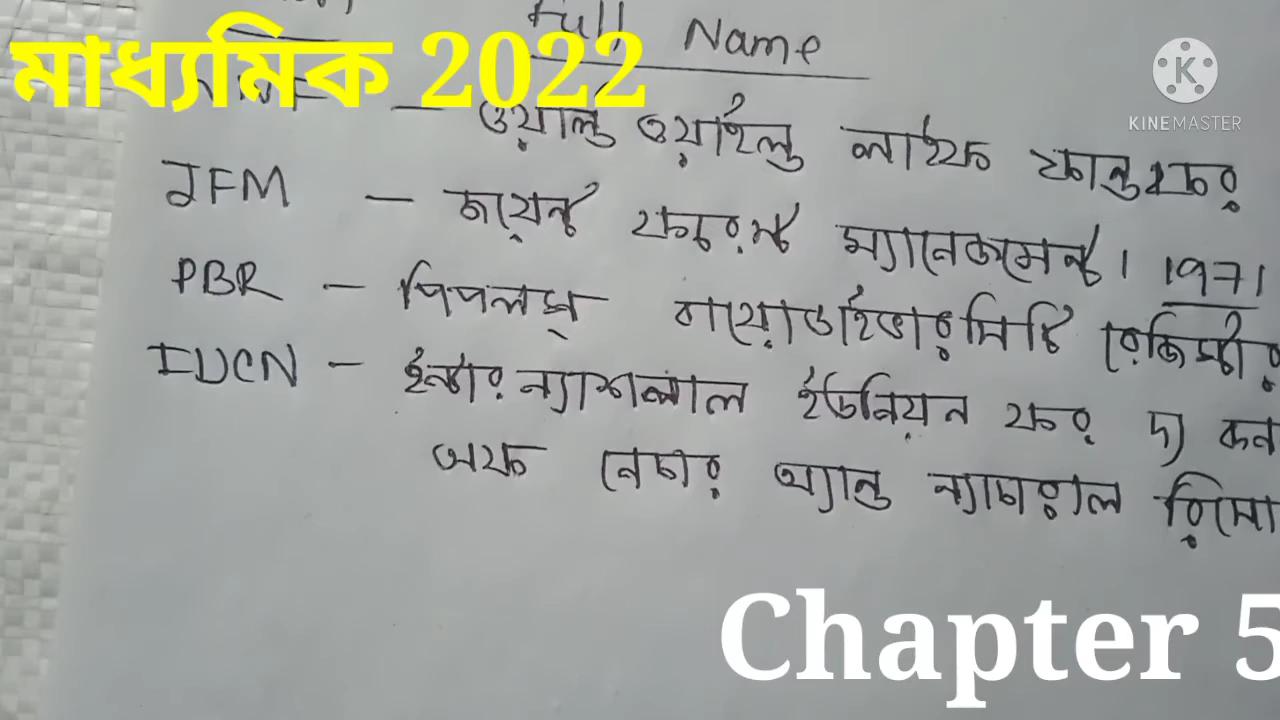 Full Name
মাধ্যমিক 2022
K
KINEMASTER
— ওয়ার্ল্ড ওয়াইল্ড লাইফ ফান্ড ফর
JFM — জয়েন্ট ফরেস্ট ম্যানেজমেন্ট। 1971
PBR — পিপলস্ বায়োডাইভারসিটি রেজিস্টার
IUCN — ইন্টারন্যাশনাল ইউনিয়ন ফর দ্য কন
অফ নেচার অ্যান্ড ন্যাচারাল রিসো
Chapter 5